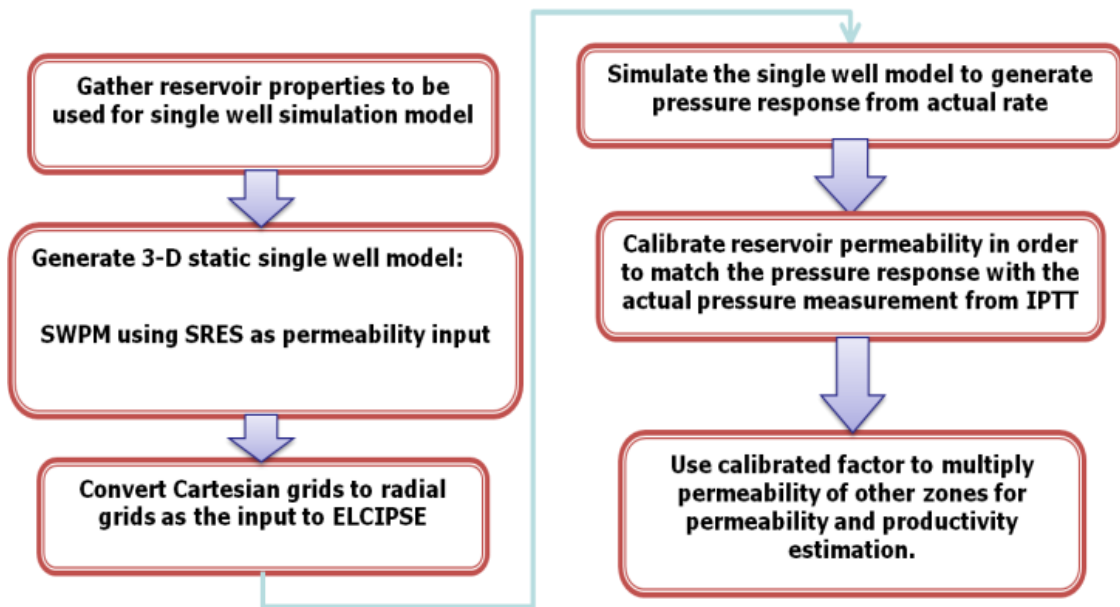 Gather reservoir properties to be
used for single well simulation model
Generate 3-D static single well model:
SWPM using SRES as permeability input
Convert Cartesian grids to radial
grids as the input to ELCIPSE
Simulate the single well model to generate
pressure response from actual rate
Calibrate reservoir permeability in order
to match the pressure response with the
actual pressure measurement from IPTT
Use calibrated factor to multiply
permeability of other zones for
permeability and productivity
estimation.